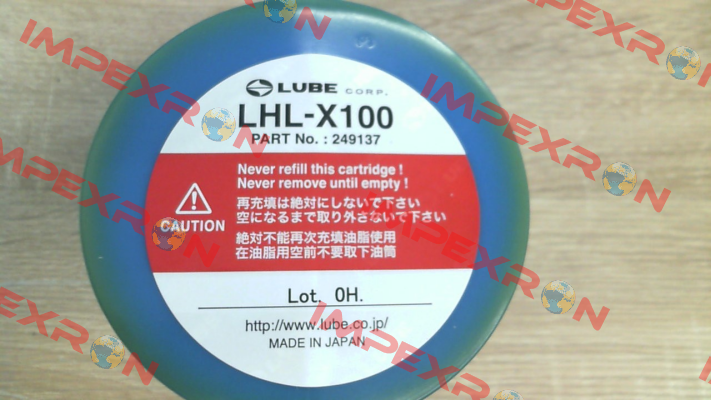 LUBE CORP.
LHL-X100
PART No. : 249137
Never refill this cartridge !
Never remove until empty !
CAUTION
再充填は絶対にしないで下さい
空になるまで取り外さないで下さい
絶対不能再次充填油脂使用
在油脂用空前不要取下油筒
Lot. 0H.
http://www.lube.co.jp/
MADE IN JAPAN
IMPEXRON
IMPEXRON
IMPEXRON
IMPEXRON
IMPEXRON
IMPEXRON
IMPEXRON